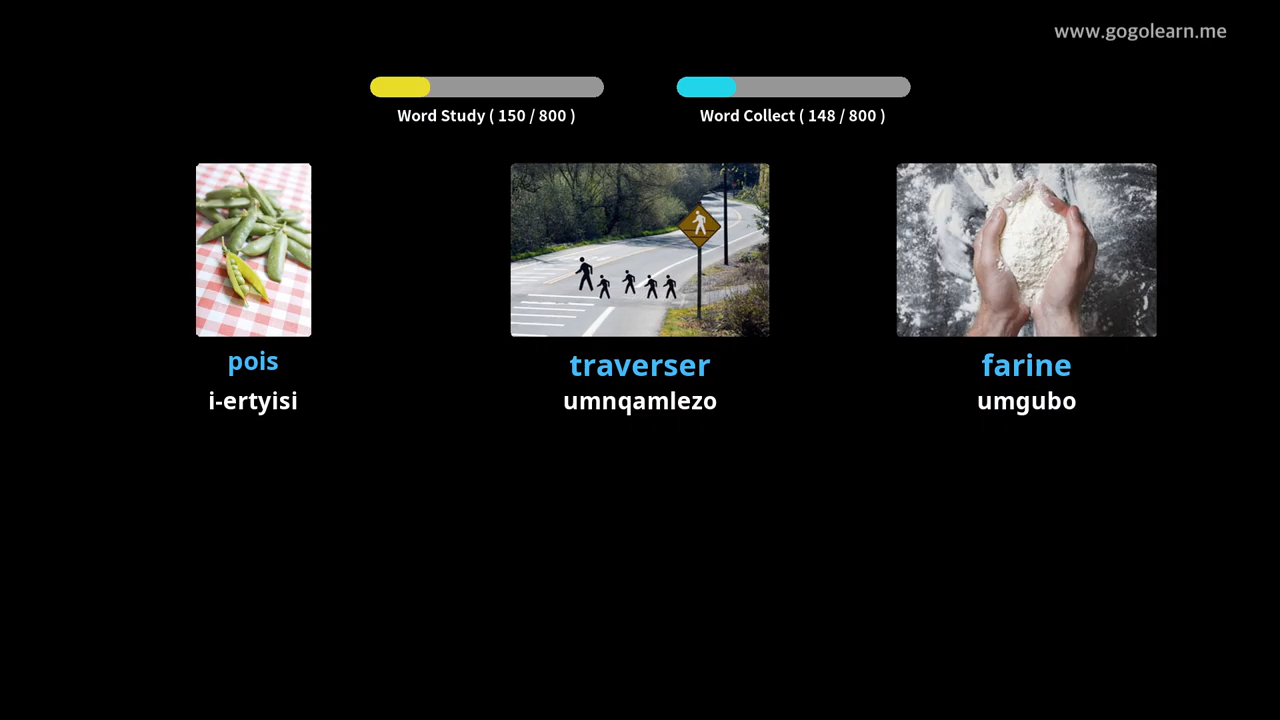 www.gogolearn.me
Word Study ( 150 / 800 )
Word Collect ( 148 / 800 )
pois
i-ertyisi
traverser
umnqamlezo
farine
umgubo